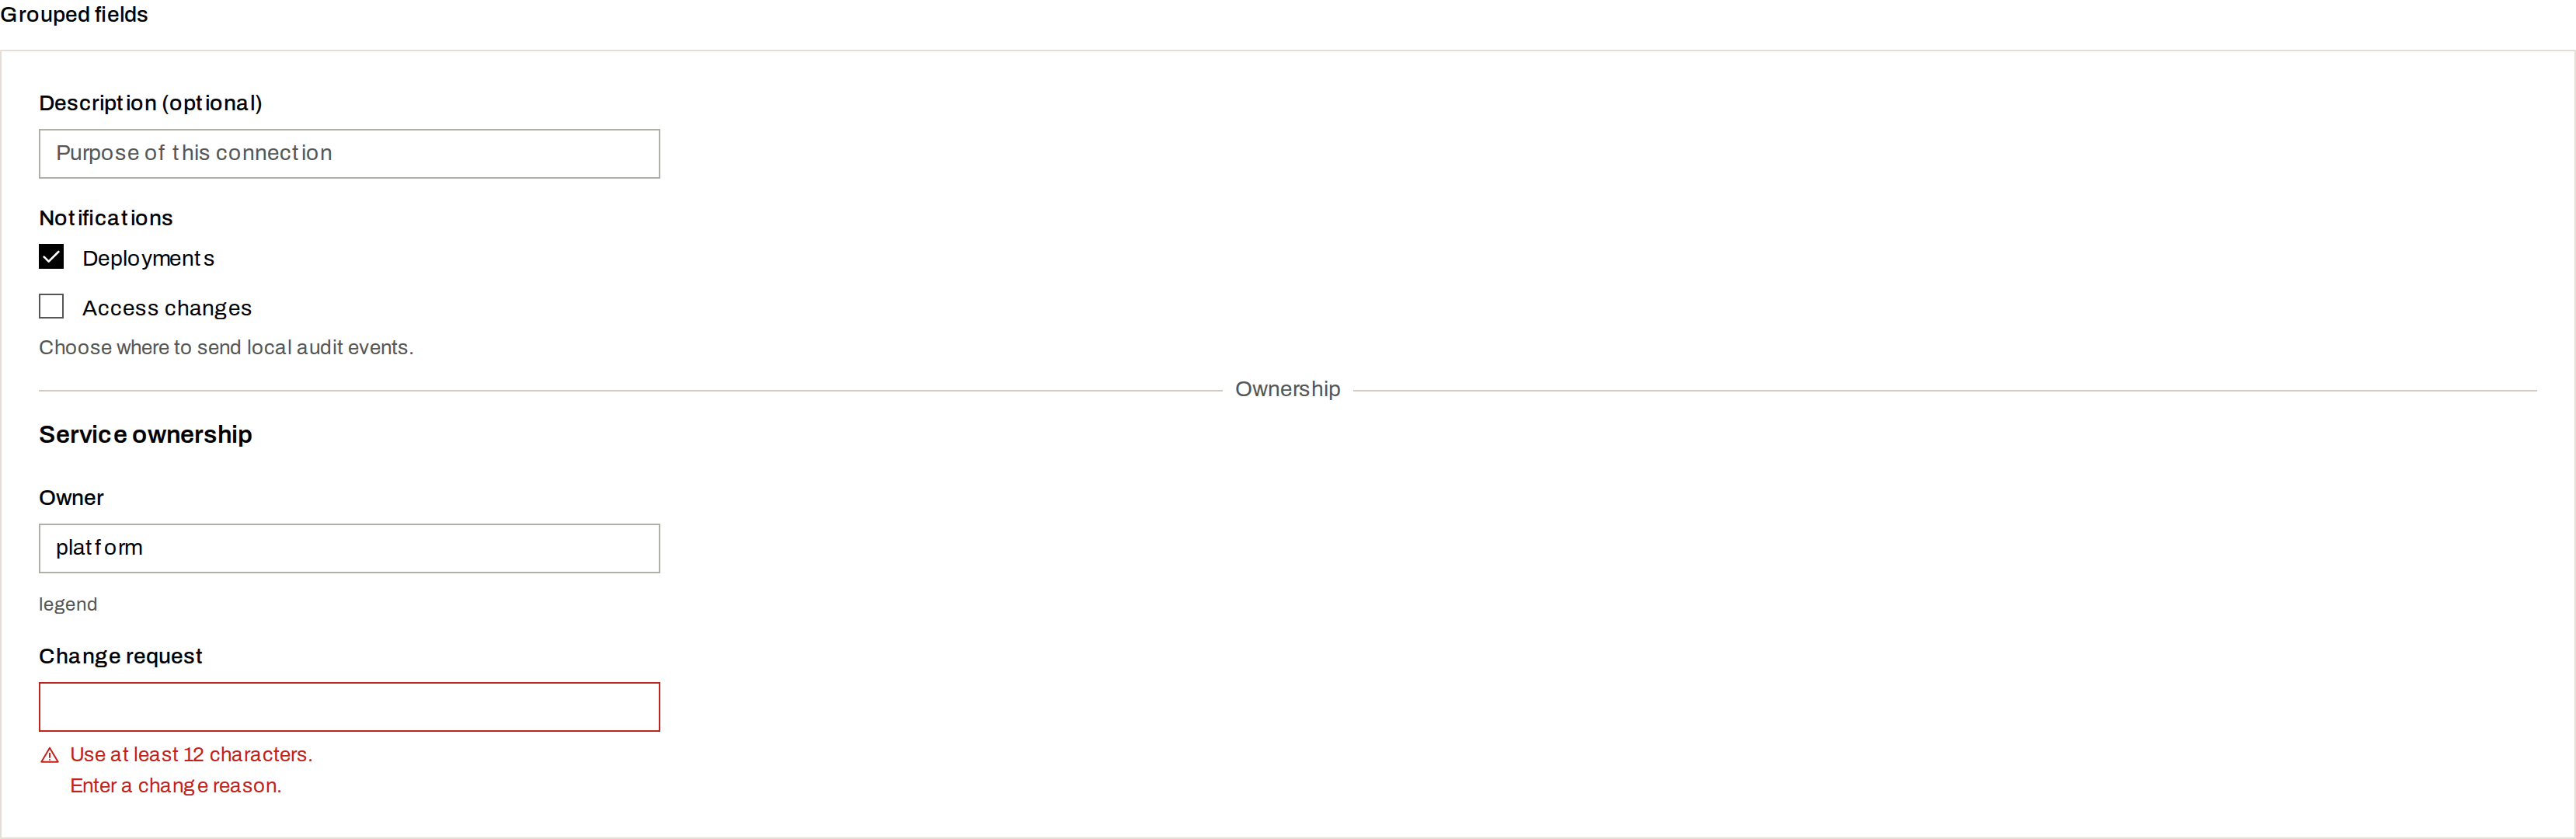 Grouped fields
Description (optional)
Purpose of this connection
Notifications
Deployments
Access changes
Choose where to send local audit events.
Ownership
Service ownership
Owner
platform
legend
Change request
Use at least 12 characters.
Enter a change reason.